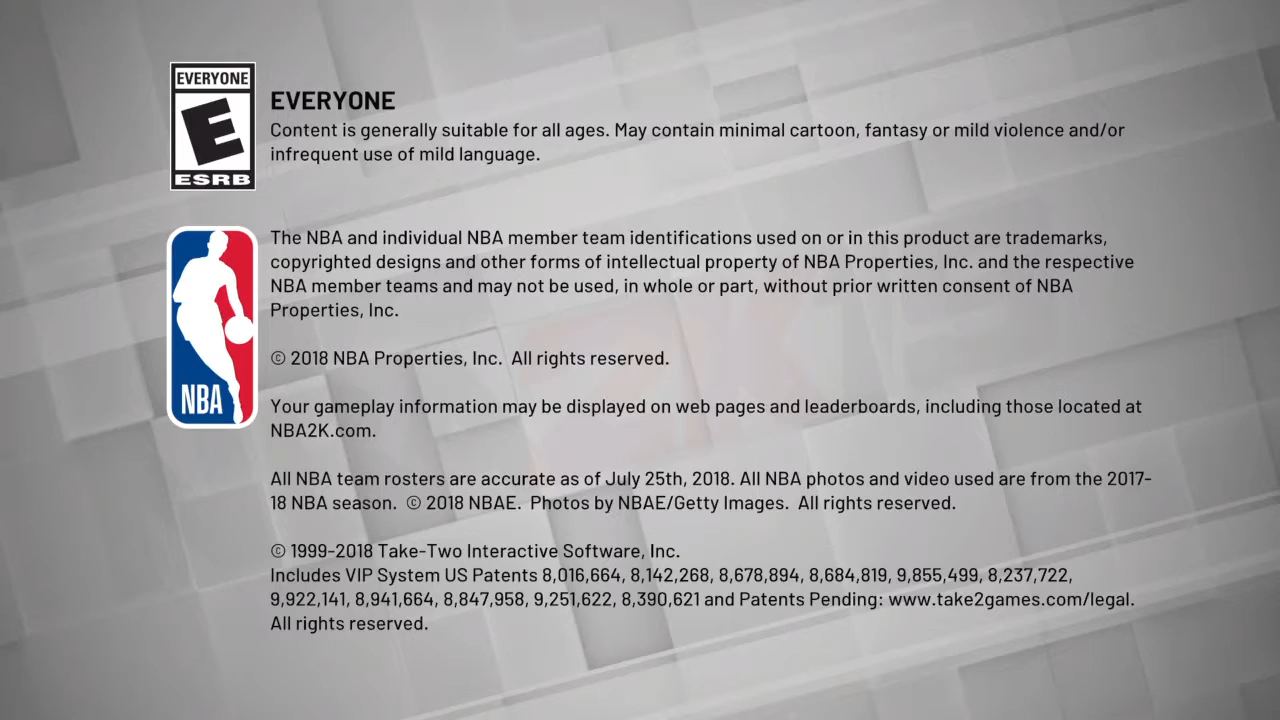 EVERYONE
E
ESRB
EVERYONE
Content is generally suitable for all ages. May contain minimal cartoon, fantasy or mild violence and/or
infrequent use of mild language.
The NBA and individual NBA member team identifications used on or in this product are trademarks,
copyrighted designs and other forms of intellectual property of NBA Properties, Inc. and the respective
NBA member teams and may not be used, in whole or part, without prior written consent of NBA
Properties, Inc.
NBA
© 2018 NBA Properties, Inc.  All rights reserved.
Your gameplay information may be displayed on web pages and leaderboards, including those located at
NBA2K.com.
All NBA team rosters are accurate as of July 25th, 2018. All NBA photos and video used are from the 2017-
18 NBA season.  © 2018 NBAE.  Photos by NBAE/Getty Images.  All rights reserved.
© 1999-2018 Take-Two Interactive Software, Inc.
Includes VIP System US Patents 8,016,664, 8,142,268, 8,678,894, 8,684,819, 9,855,499, 8,237,722,
9,922,141, 8,941,664, 8,847,958, 9,251,622, 8,390,621 and Patents Pending: www.take2games.com/legal.
All rights reserved.